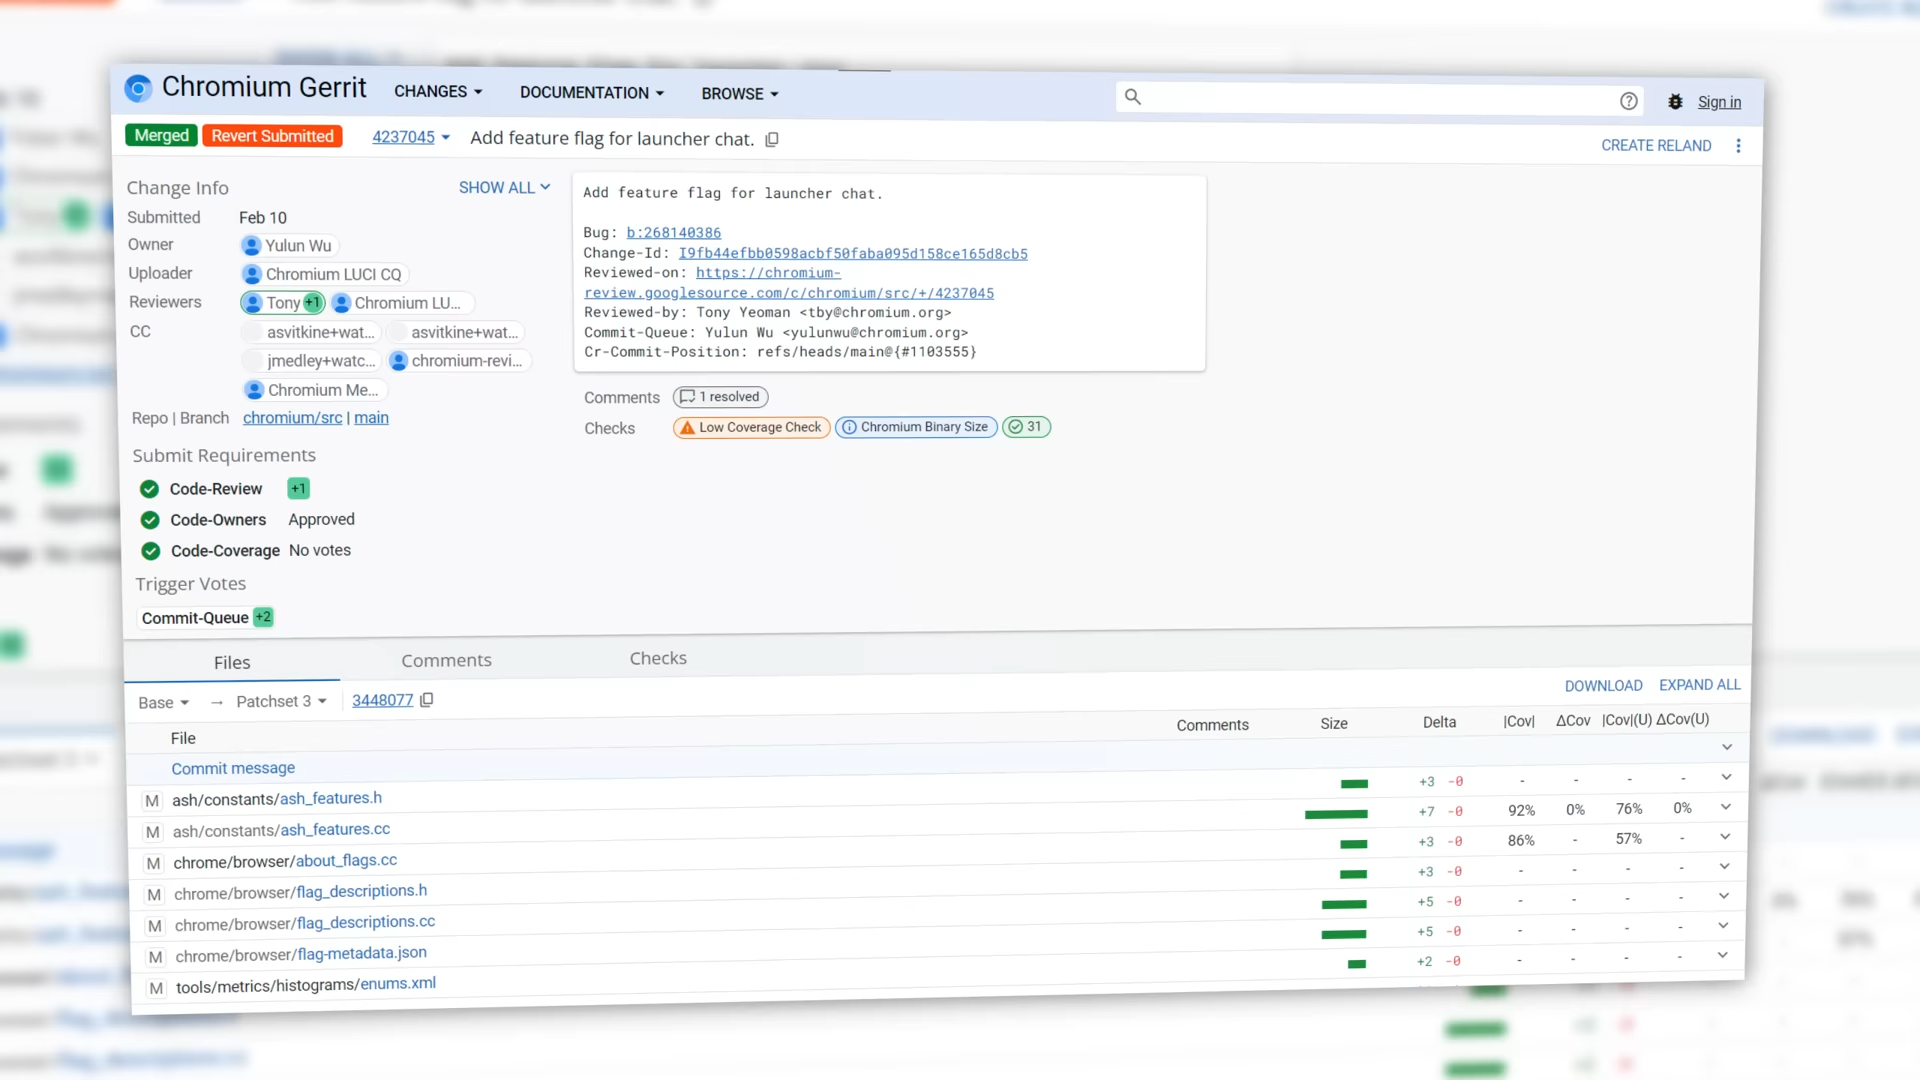 Chromium Gerrit CHANGES DOCUMENTATION BROWSE Sign in
Merged Revert Submitted 4237045 Add feature flag for launcher chat. CREATE RELAND
Change Info SHOW ALL
Submitted Feb 10
Owner Yulun Wu
Uploader Chromium LUCI CQ
Reviewers Tony +1 Chromium LU...
CC asvitkine+wat... asvitkine+wat...
jmedley+watc... chromium-revi...
Chromium Me...
Repo | Branch chromium/src | main
Submit Requirements
Code-Review +1
Code-Owners Approved
Code-Coverage No votes
Trigger Votes
Commit-Queue +2
Add feature flag for launcher chat.
Bug: b:268140386
Change-Id: I9fb44efbb0598acbf50faba095d158ce165d8cb5
Reviewed-on: https://chromium-
review.googlesource.com/c/chromium/src/+/4237045
Reviewed-by: Tony Yeoman <tby@chromium.org>
Commit-Queue: Yulun Wu <yulunwu@chromium.org>
Cr-Commit-Position: refs/heads/main@{#1103555}
Comments 1 resolved
Checks Low Coverage Check Chromium Binary Size 31
Files Comments Checks
Base → Patchset 3 3448077 DOWNLOAD EXPAND ALL
File Comments Size Delta |Cov| ΔCov |Cov|(U) ΔCov(U)
Commit message
M ash/constants/ash_features.h +3 -0 - - - -
M ash/constants/ash_features.cc +7 -0 92% 0% 76% 0%
M chrome/browser/about_flags.cc +3 -0 86% - 57% -
M chrome/browser/flag_descriptions.h +3 -0 - - - -
M chrome/browser/flag_descriptions.cc +5 -0 - - - -
M chrome/browser/flag-metadata.json +5 -0 - - - -
M tools/metrics/histograms/enums.xml +2 -0 - - - -